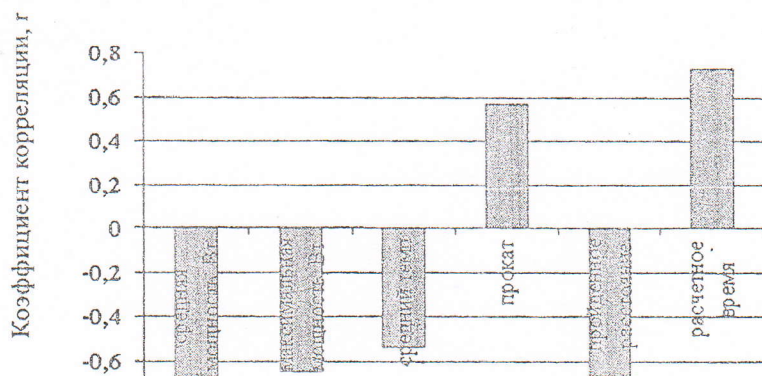 Коэффициент корреляции, r
0,8
0,6
0,4
0,2
0
-0,2
-0,4
-0,6
средняя
мощность, Вт
максимальная
мощность, Вт
средний темп
прокат
пройденное
расстояние
расчетное
время